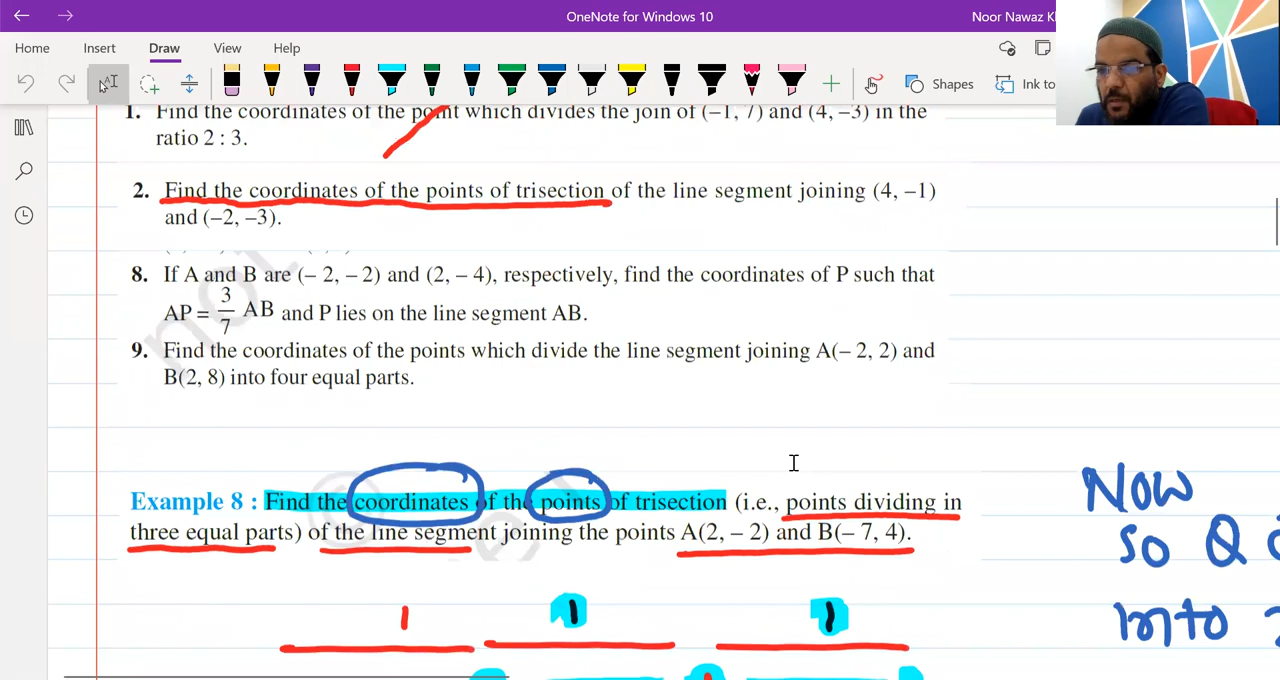 OneNote for Windows 10
Noor Nawaz Kh
Home Insert Draw View Help
Shapes
Ink to
1. Find the coordinates of the point which divides the join of (–1, 7) and (4, –3) in the
ratio 2 : 3.
2. Find the coordinates of the points of trisection of the line segment joining (4, –1)
and (–2, –3).
8. If A and B are (– 2, – 2) and (2, – 4), respectively, find the coordinates of P such that
AP = 3/7 AB and P lies on the line segment AB.
9. Find the coordinates of the points which divide the line segment joining A(– 2, 2) and
B(2, 8) into four equal parts.
Example 8 : Find the coordinates of the points of trisection (i.e., points dividing in
three equal parts) of the line segment joining the points A(2, – 2) and B(– 7, 4).
Now
so Q
into
1 1 1